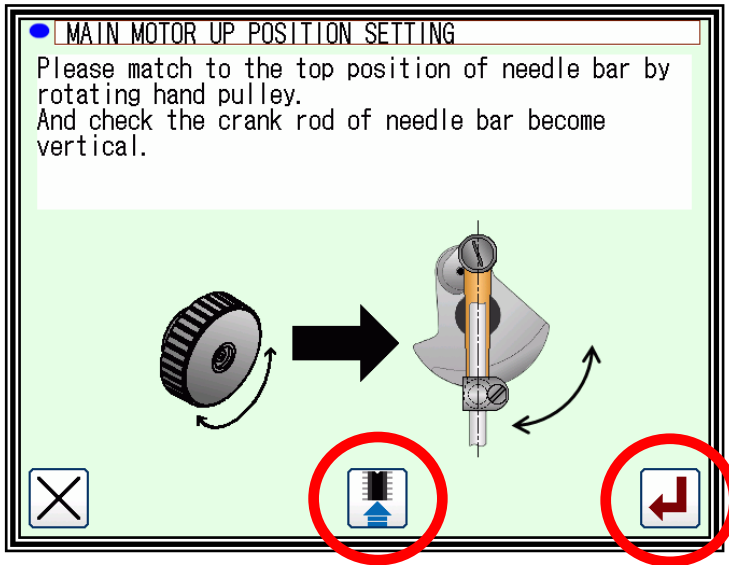 MAIN MOTOR UP POSITION SETTING
Please match to the top position of needle bar by
rotating hand pulley.
And check the crank rod of needle bar become
vertical.